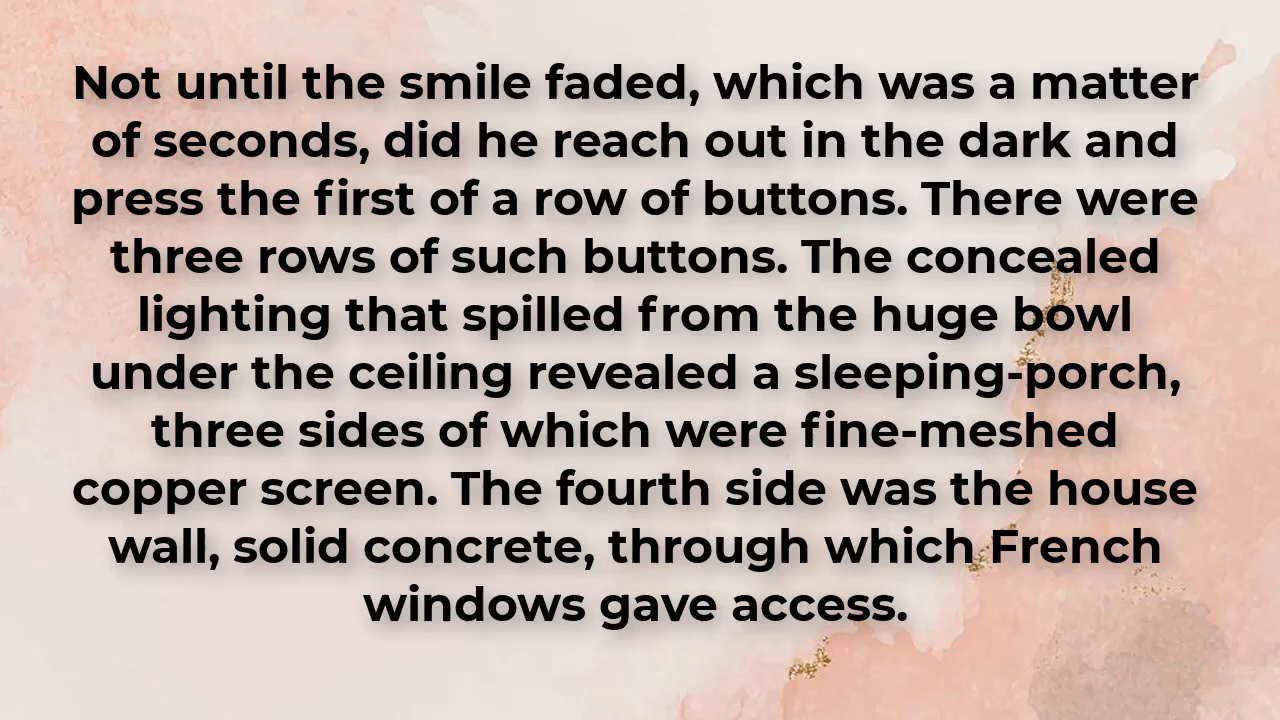 Not until the smile faded, which was a matter
of seconds, did he reach out in the dark and
press the first of a row of buttons. There were
three rows of such buttons. The concealed
lighting that spilled from the huge bowl
under the ceiling revealed a sleeping-porch,
three sides of which were fine-meshed
copper screen. The fourth side was the house
wall, solid concrete, through which French
windows gave access.